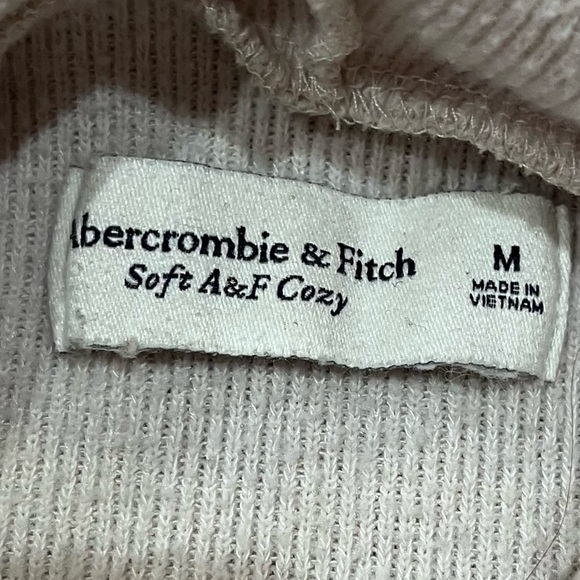 Abercrombie & Fitch
Soft A&F Cozy
M
MADE IN
VIETNAM